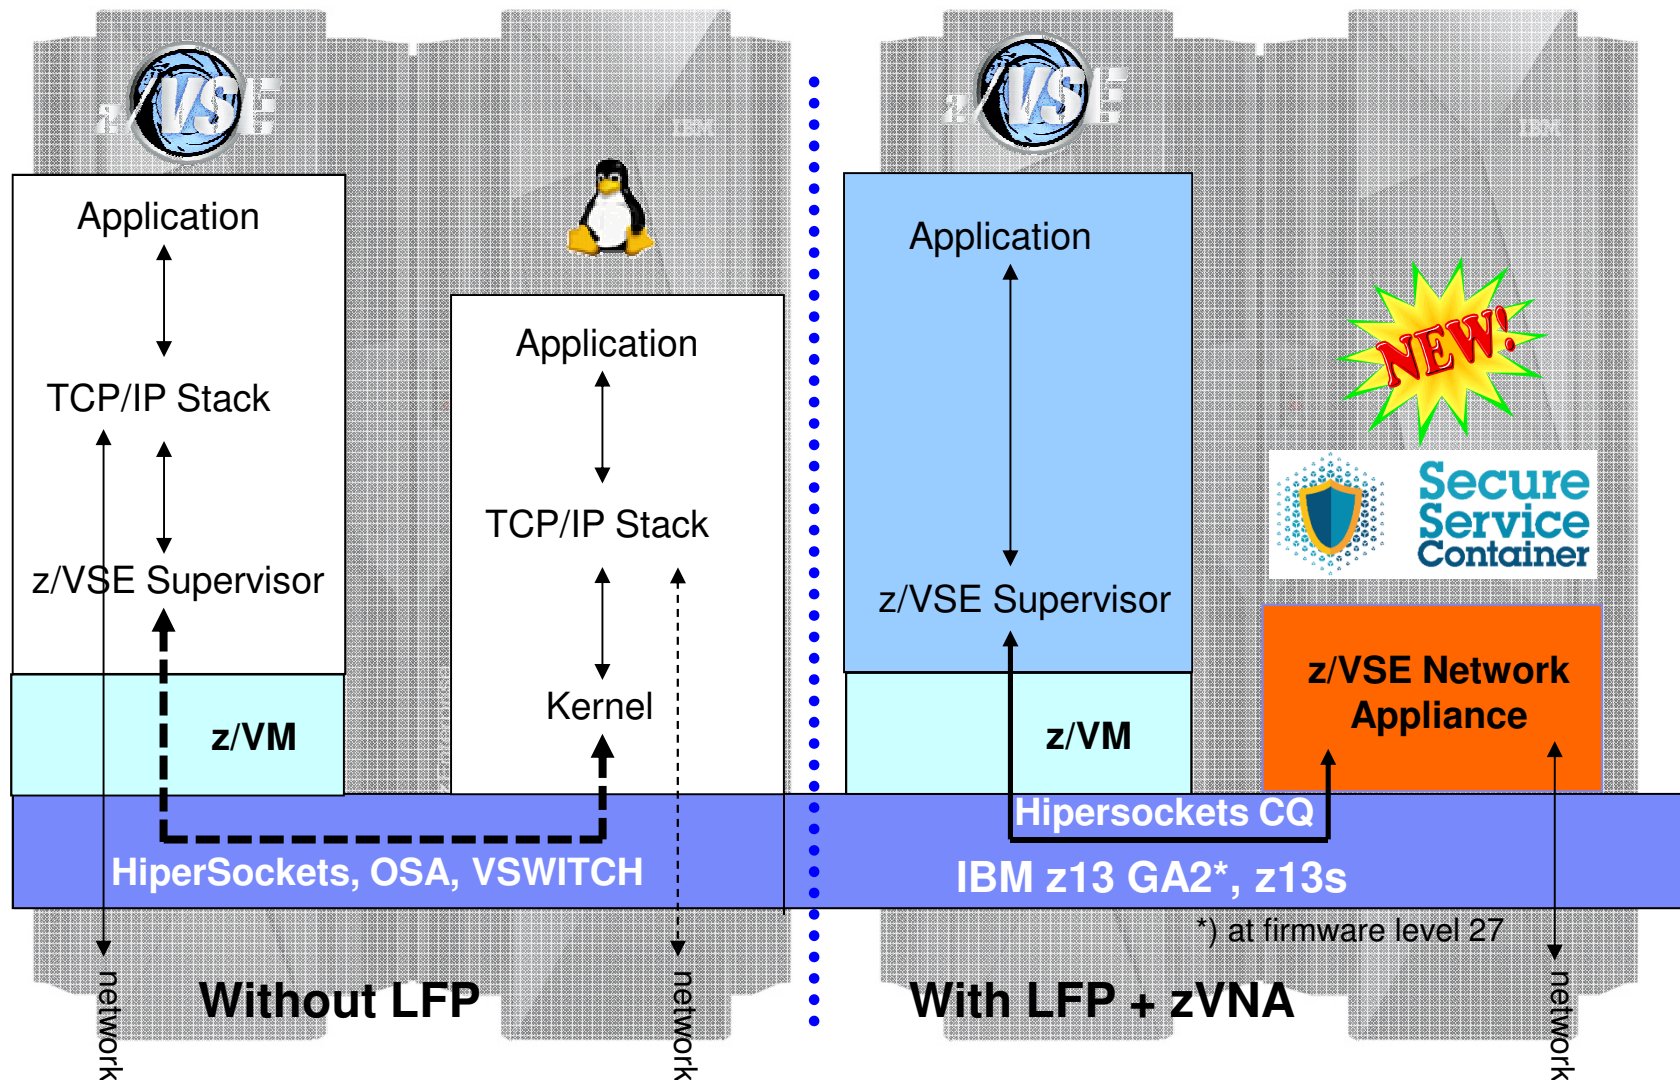 z/VSE
IBM
Application
TCP/IP Stack
z/VSE Supervisor
z/VM
Application
TCP/IP Stack
Kernel
HiperSockets, OSA, VSWITCH
network
network
Without LFP
z/VSE
IBM
Application
z/VSE Supervisor
z/VM
NEW!
Secure
Service
Container
z/VSE Network
Appliance
Hipersockets CQ
IBM z13 GA2*, z13s
*) at firmware level 27
network
With LFP + zVNA